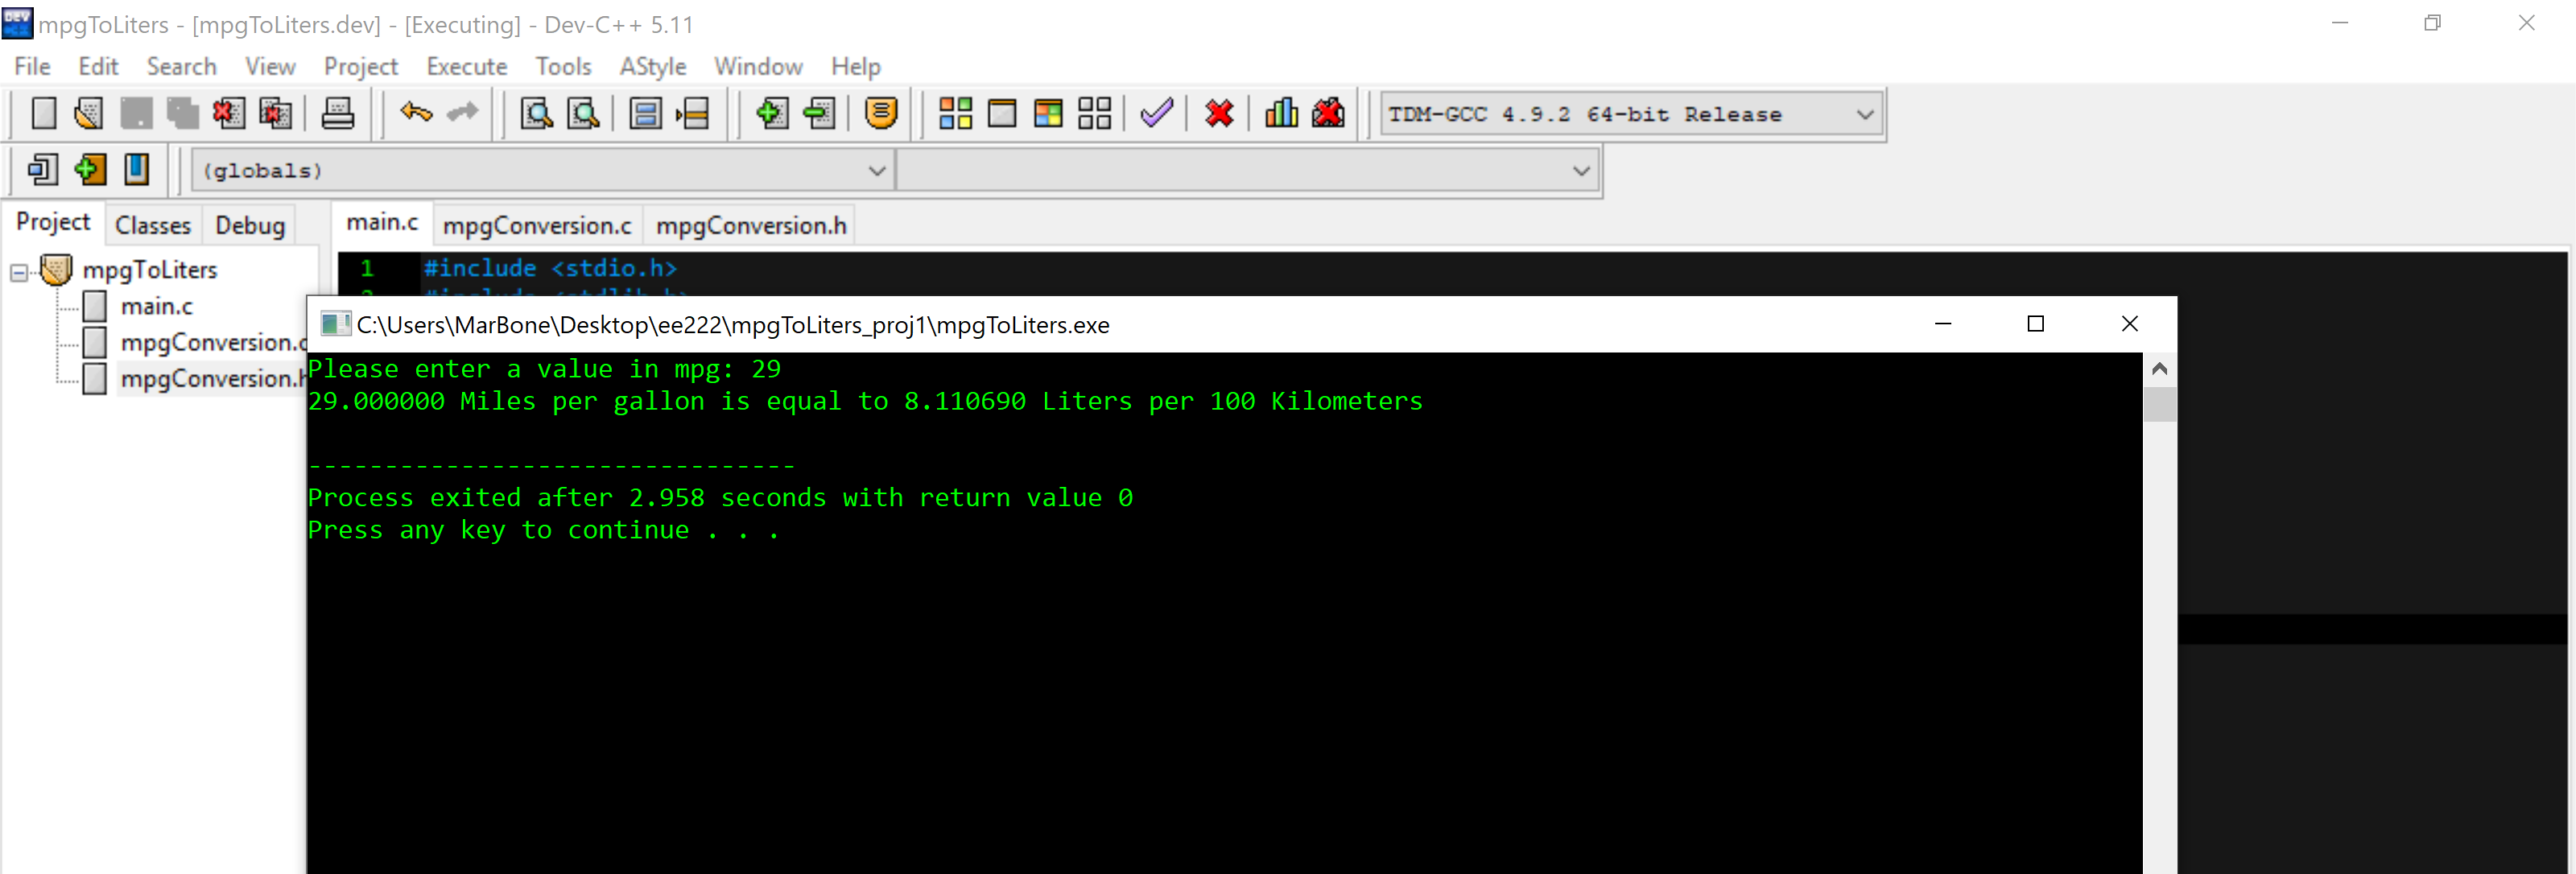 mpgToLiters - [mpgToLiters.dev] - [Executing] - Dev-C++ 5.11
File Edit Search View Project Execute Tools AStyle Window Help
TDM-GCC 4.9.2 64-bit Release
(globals)
Project Classes Debug main.c mpgConversion.c mpgConversion.h
mpgToLiters
main.c
mpgConversion.c
mpgConversion.h
1 #include <stdio.h>
2 #include <stdlib.h>
C:\Users\MarBone\Desktop\ee222\mpgToLiters_proj1\mpgToLiters.exe
Please enter a value in mpg: 29
29.000000 Miles per gallon is equal to 8.110690 Liters per 100 Kilometers
--------------------------------
Process exited after 2.958 seconds with return value 0
Press any key to continue . . .